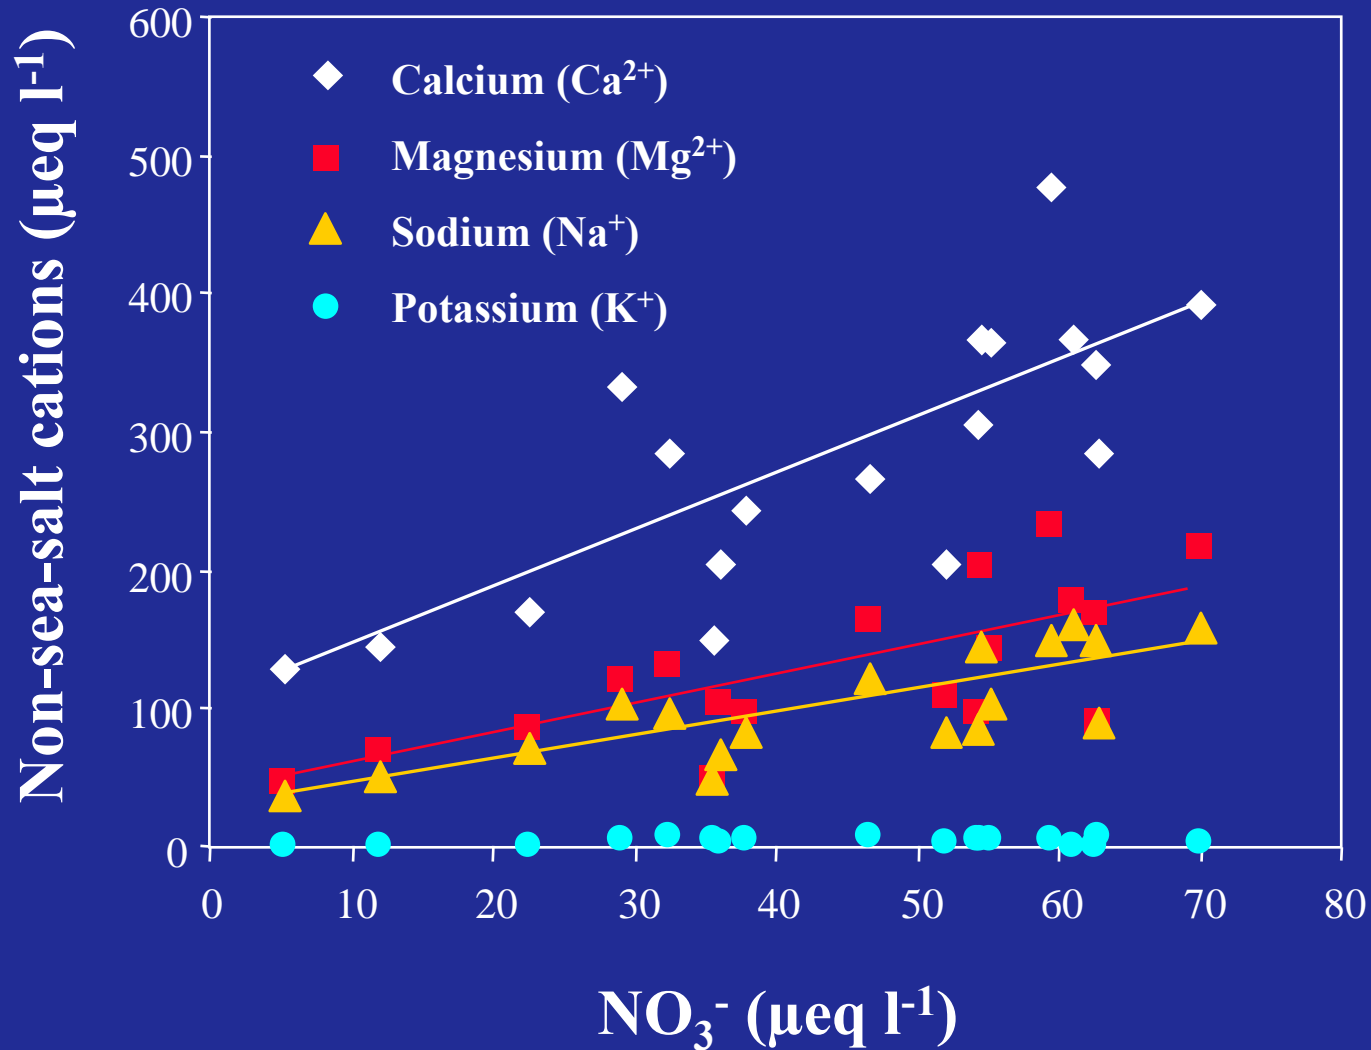 Non-sea-salt cations (µeq l⁻¹)
600
500
400
300
200
100
0
Calcium (Ca²⁺)
Magnesium (Mg²⁺)
Sodium (Na⁺)
Potassium (K⁺)
0 10 20 30 40 50 60 70 80
NO₃⁻ (µeq l⁻¹)